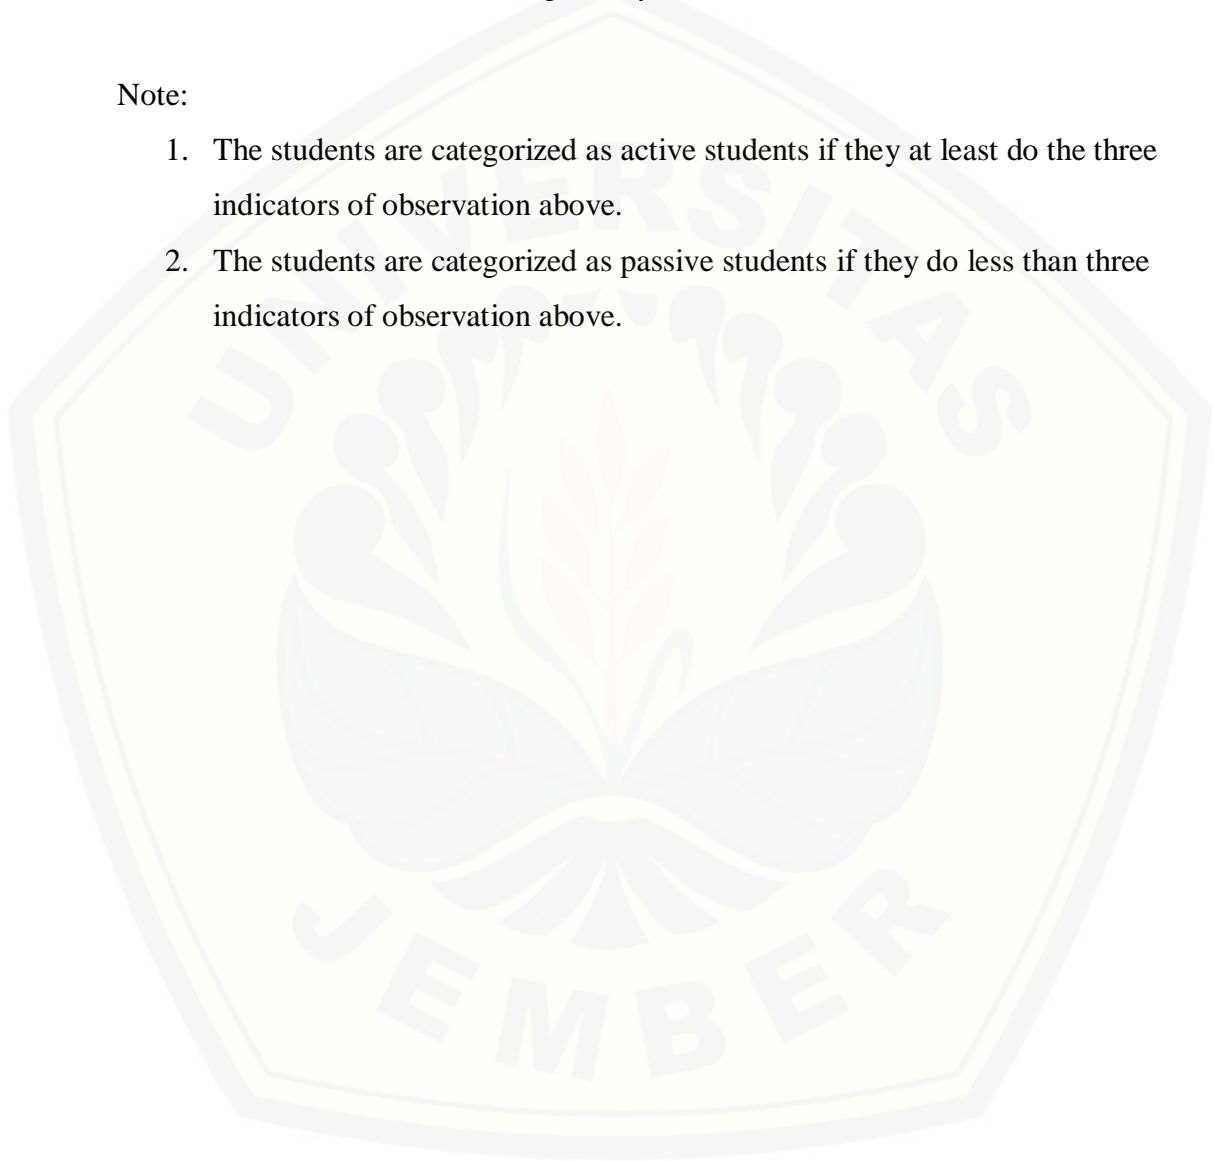 Note:
1. The students are categorized as active students if they at least do the three
indicators of observation above.
2. The students are categorized as passive students if they do less than three
indicators of observation above.
UNIVERSITAS
JEMBER